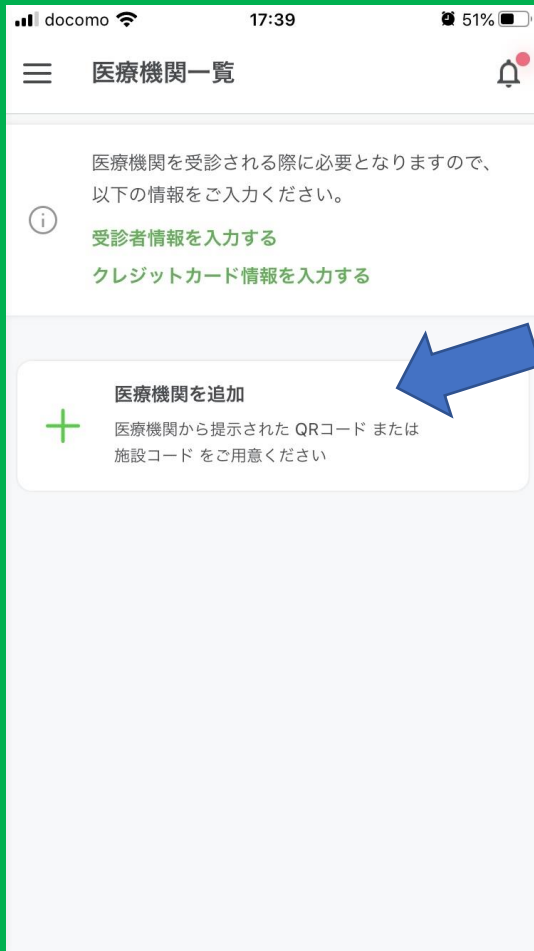 docomo 17:39 51%
医療機関一覧
医療機関を受診される際に必要となりますので、
以下の情報をご入力ください。
受診者情報を入力する
クレジットカード情報を入力する
医療機関を追加
医療機関から提示された QRコード または
施設コード をご用意ください